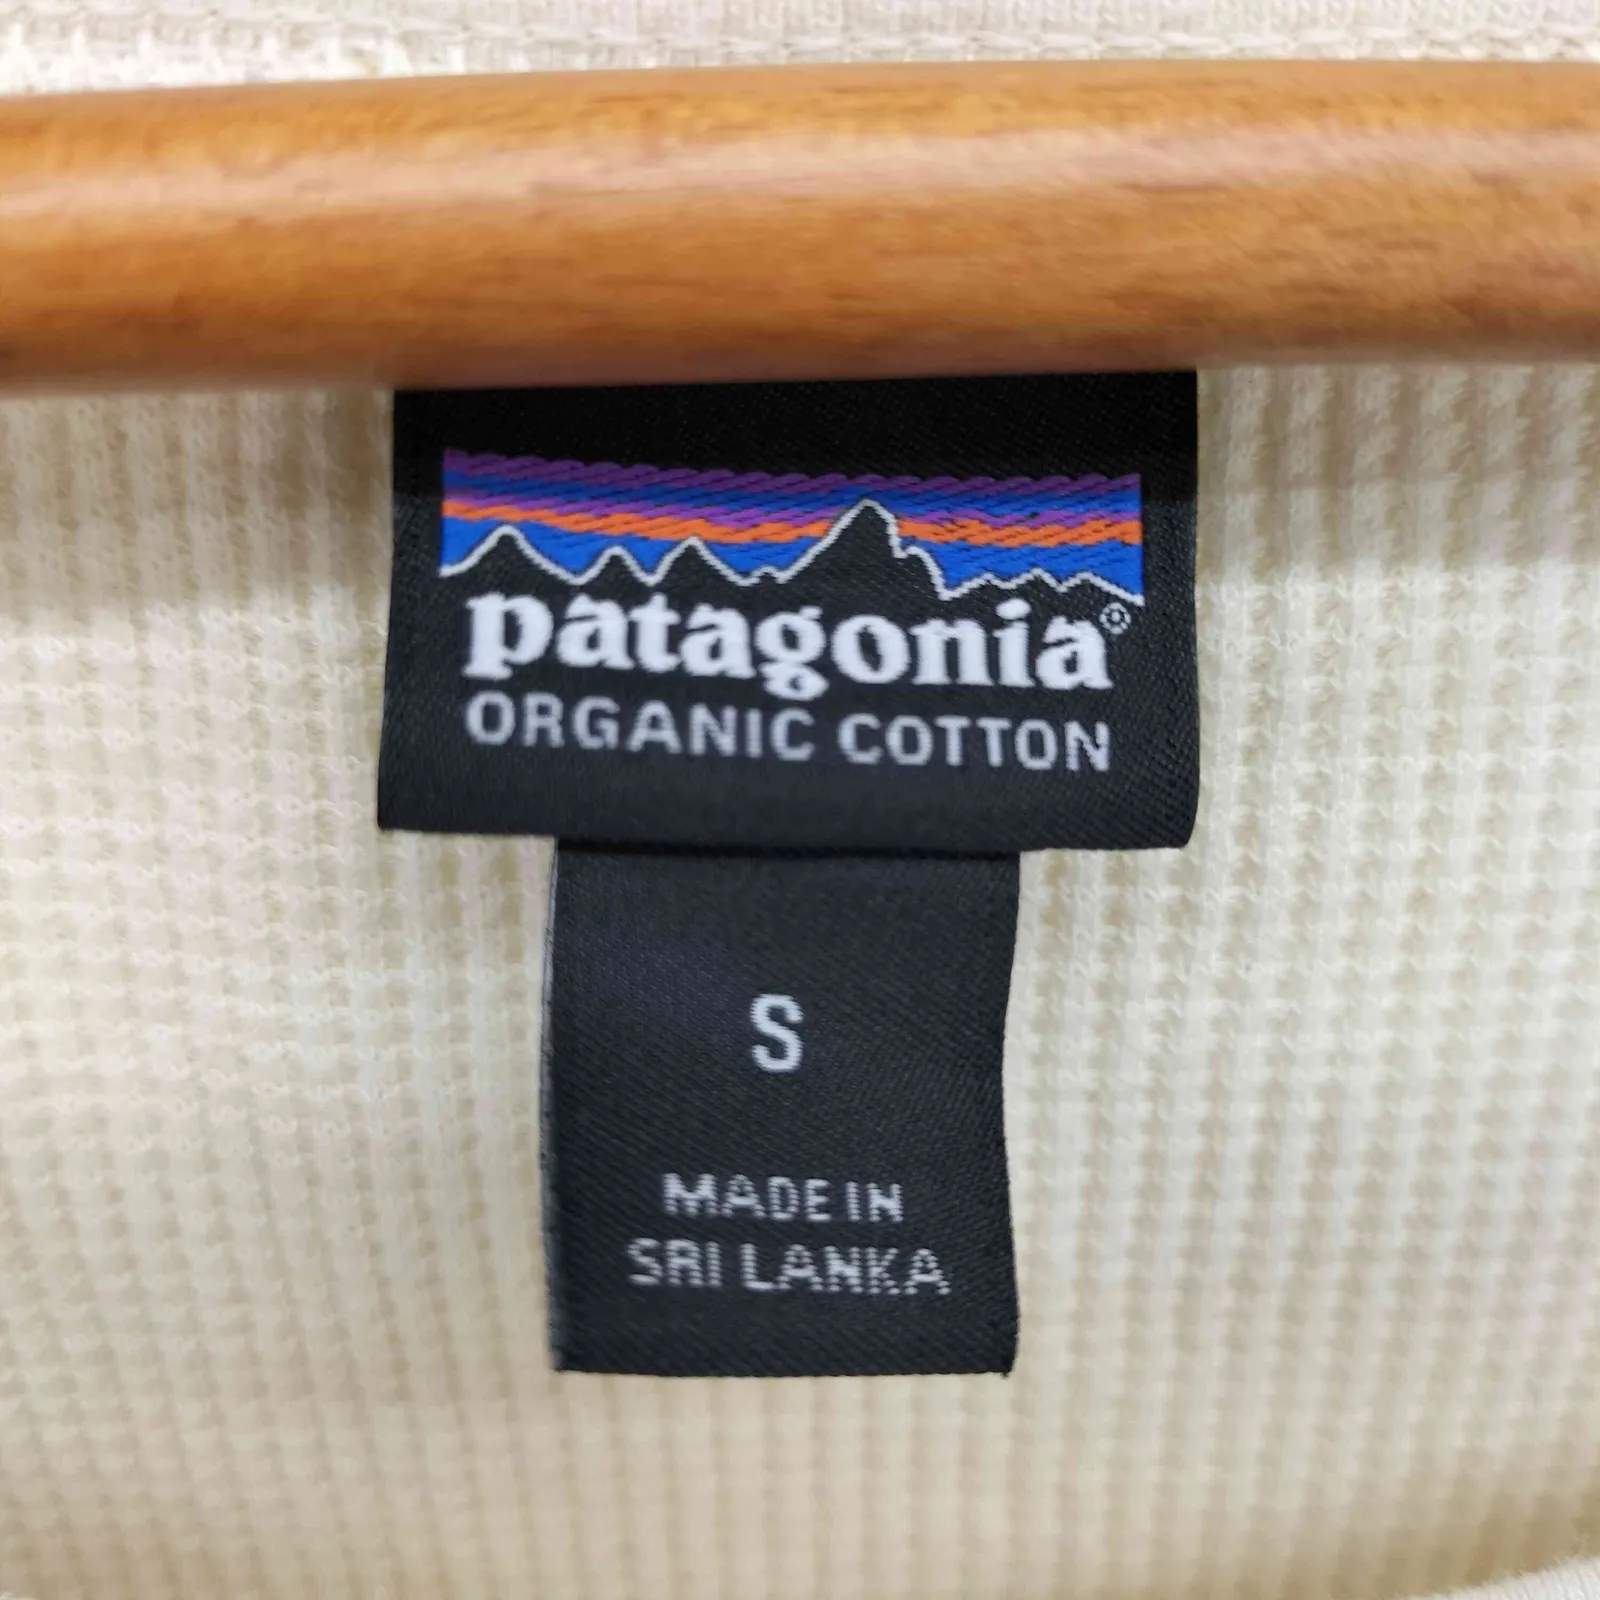 patagonia®
ORGANIC COTTON
S
MADE IN
SRI LANKA